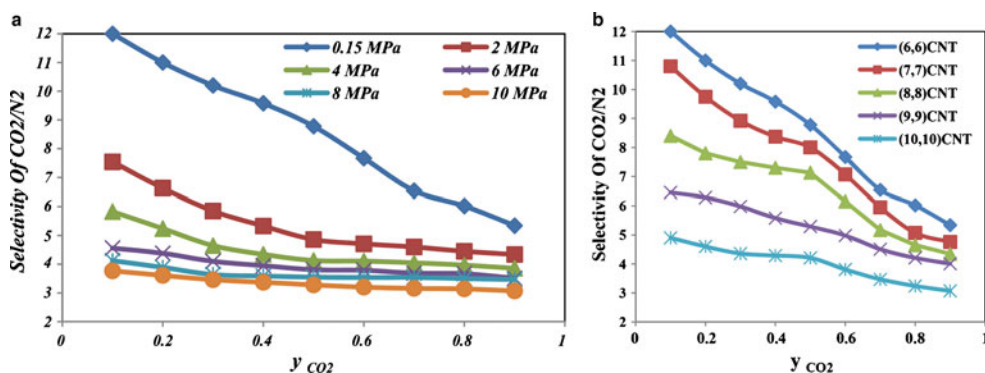 a
Selectivity Of CO2/N2
12
11
10
9
8
7
6
5
4
3
2
0.15 MPa
2 MPa
4 MPa
6 MPa
8 MPa
10 MPa
0
0.2
0.4
0.6
0.8
1
y CO2
b
Selectivity Of CO2/N2
12
11
10
9
8
7
6
5
4
3
2
(6,6)CNT
(7,7)CNT
(8,8)CNT
(9,9)CNT
(10,10)CNT
0
0.2
0.4
0.6
0.8
1
y CO2